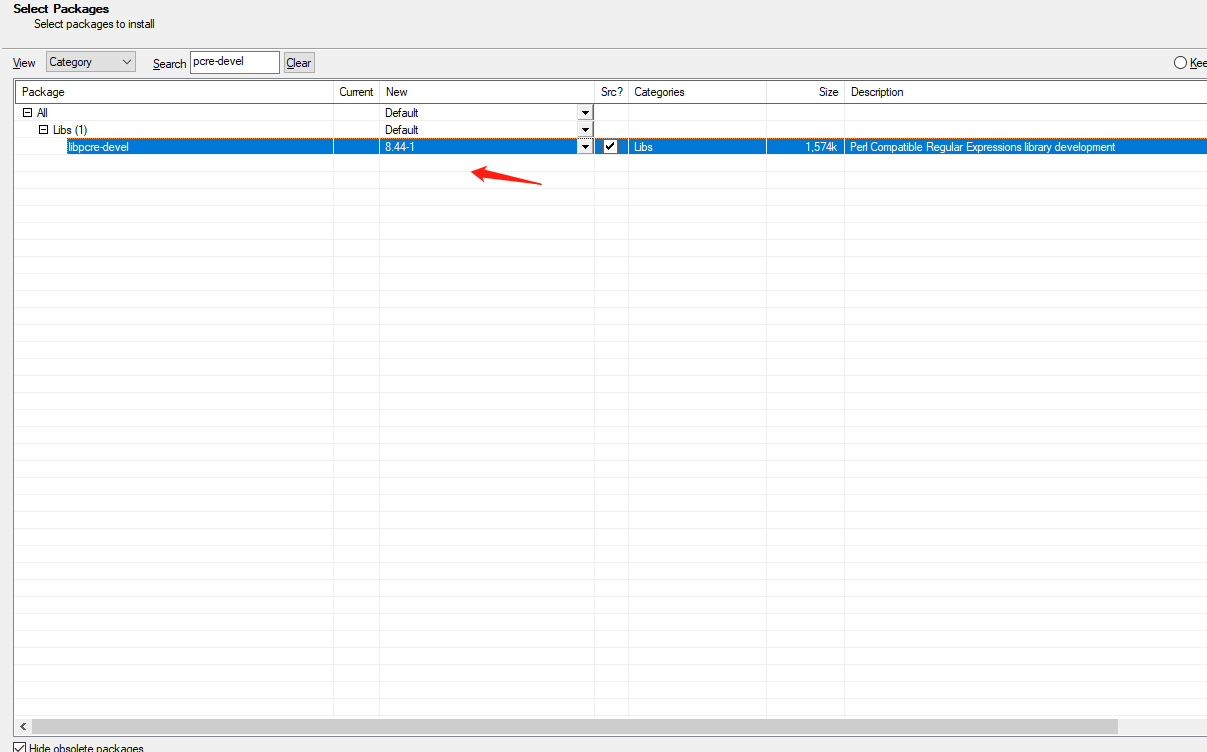 Select Packages
Select packages to install
View Category Search pcre-devel Clear Kee
Package Current New Src? Categories Size Description
All Default
Libs (1) Default
libpcre-devel 8.44-1 Libs 1,574k Perl Compatible Regular Expressions library development
Hide obsolete packages